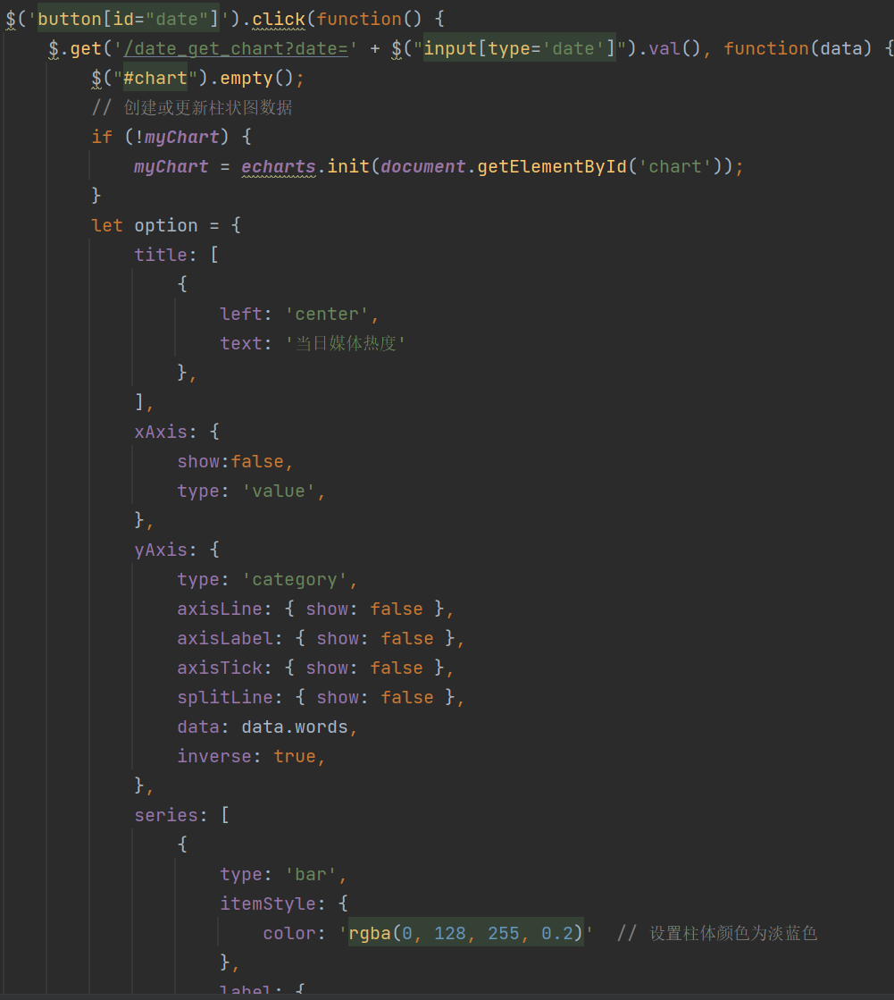 $('button[id="date"]').click(function() {
    $.get('/date_get_chart?date=' + $("input[type='date']").val(), function(data) {
        $("#chart").empty();
        // 创建或更新柱状图数据
        if (!myChart) {
            myChart = echarts.init(document.getElementById('chart'));
        }
        let option = {
            title: [
                {
                    left: 'center',
                    text: '当日媒体热度'
                },
            ],
            xAxis: {
                show:false,
                type: 'value',
            },
            yAxis: {
                type: 'category',
                axisLine: { show: false },
                axisLabel: { show: false },
                axisTick: { show: false },
                splitLine: { show: false },
                data: data.words,
                inverse: true,
            },
            series: [
                {
                    type: 'bar',
                    itemStyle: {
                        color: 'rgba(0, 128, 255, 0.2)'  // 设置柱体颜色为淡蓝色
                    },
                    label: {